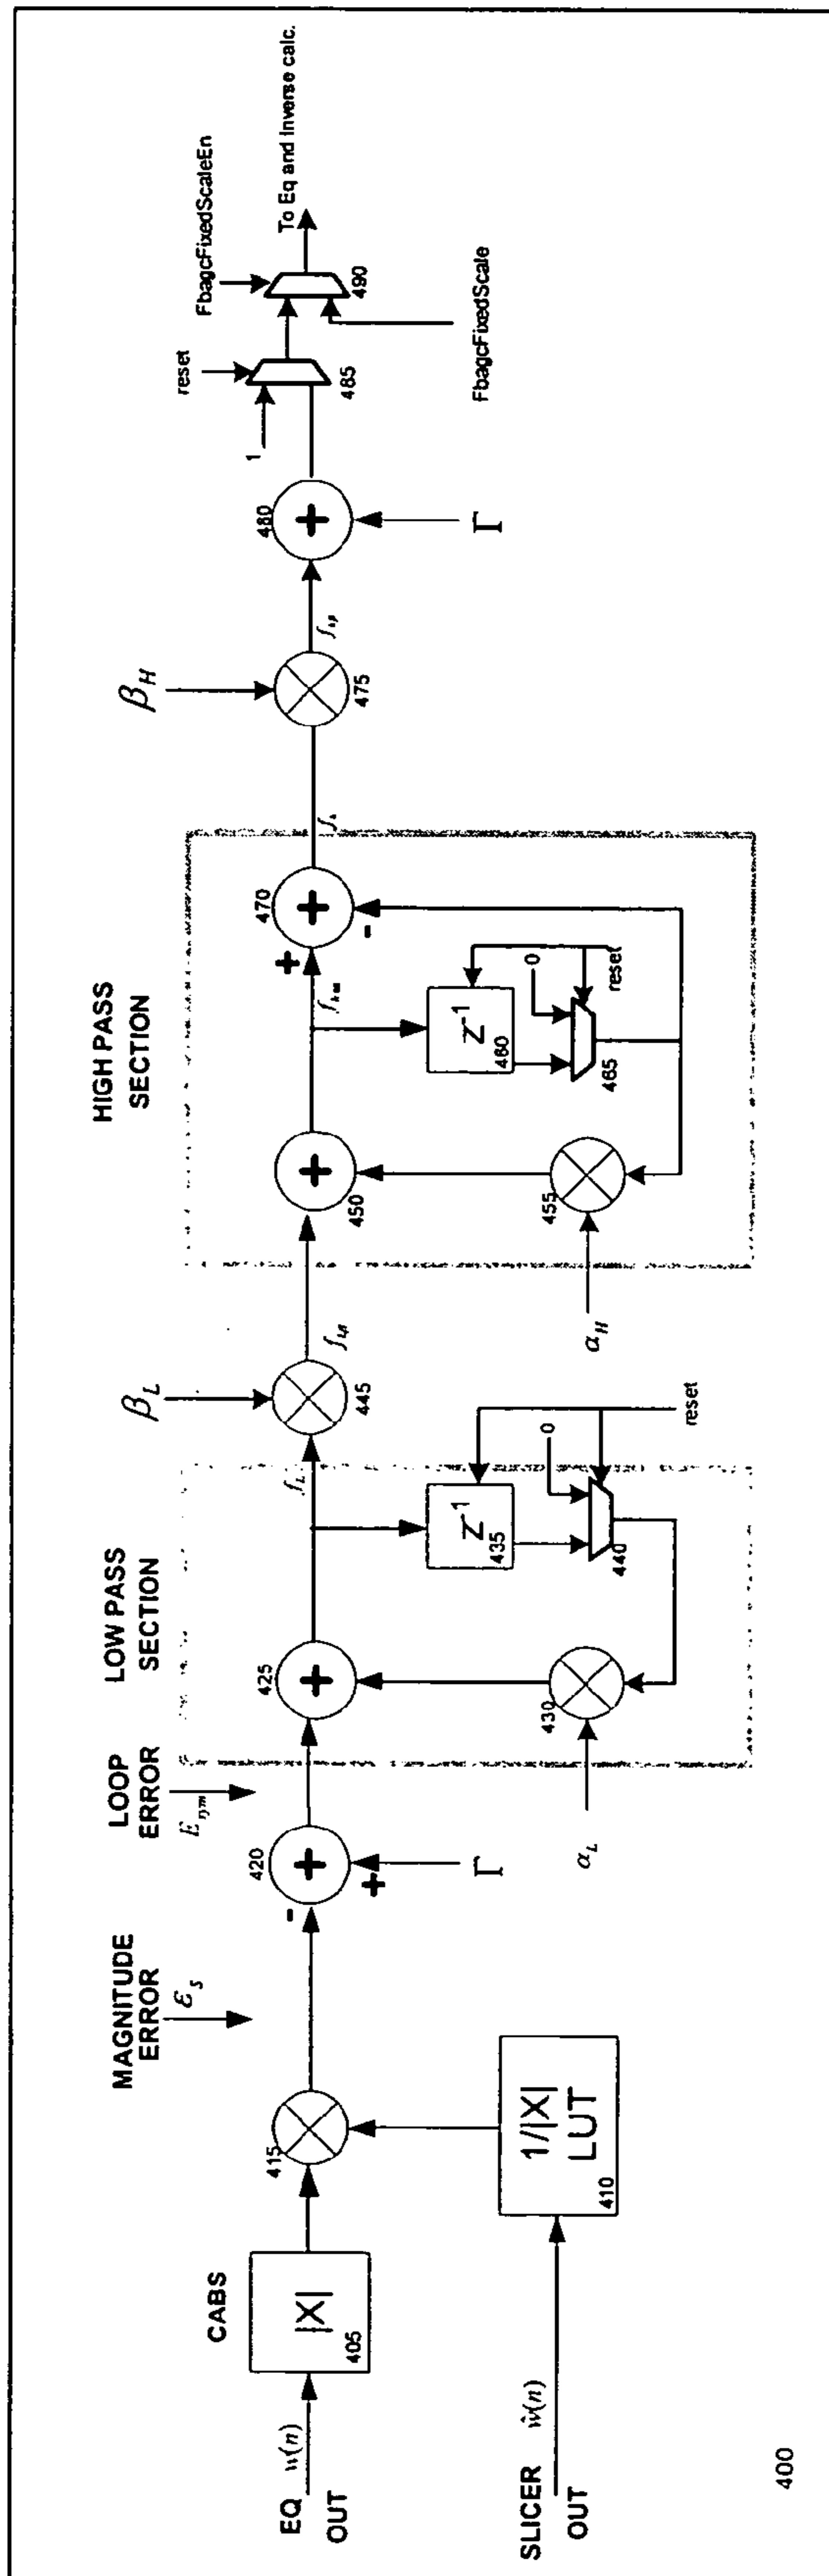 EQ
OUT
w(n)
SLICER
OUT
ŵ(n)
CABS
|X|
405
1/|X|
LUT
410
415
MAGNITUDE
ERROR
ε_S
-
+
420
+
Γ
LOOP
ERROR
E_sym
LOW PASS
SECTION
425
+
430
α_L
f_L
Z⁻¹
435
0
440
reset
β_L
445
f_Lβ
HIGH PASS
SECTION
450
+
455
α_H
Z⁻¹
460
0
465
reset
+
470
+
-
β_H
475
480
+
Γ
1
reset
485
FbagcFixedScaleEn
490
FbagcFixedScale
To Eq and Inverse calc.
400